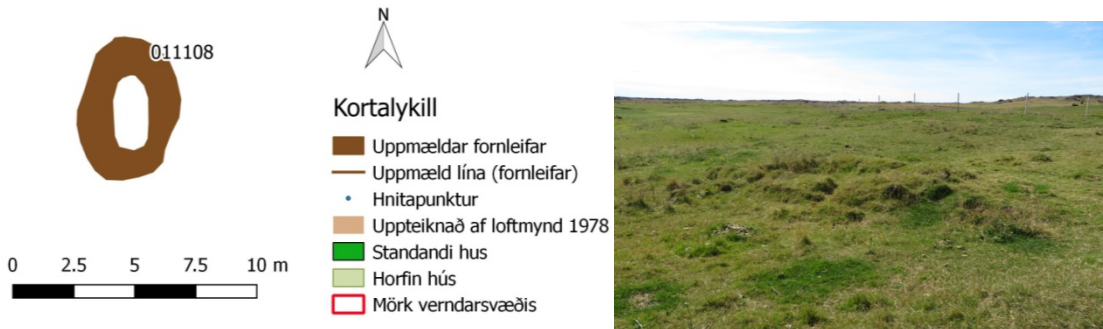 011108
N
Kortalykill
Uppmældar fornleifar
Uppmæld lína (fornleifar)
Hnitapunktur
Uppteiknað af loftmynd 1978
Standandi hus
Horfin hús
Mörk verndarsvæðis
0 2.5 5 7.5 10 m